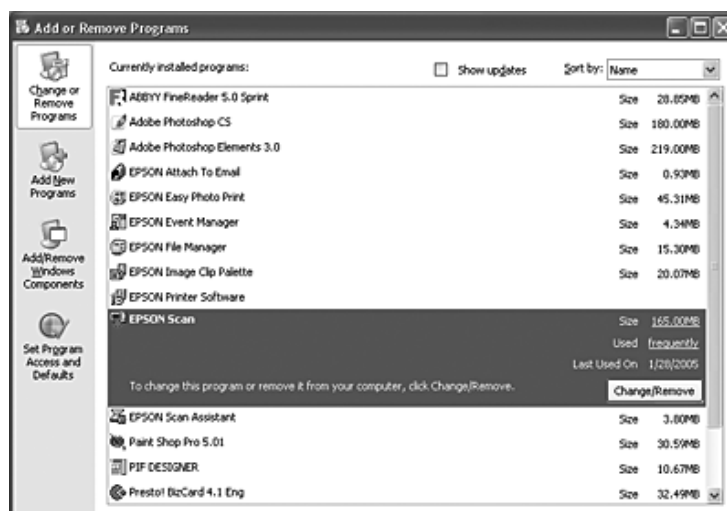 Add or Remove Programs
Change or
Remove
Programs
Add New
Programs
Add/Remove
Windows
Components
Set Program
Access and
Defaults
Currently installed programs: Show updates Sort by: Name
ABBYY FineReader 5.0 Sprint Size 28.85MB
Adobe Photoshop CS Size 180.00MB
Adobe Photoshop Elements 3.0 Size 219.00MB
EPSON Attach To Email Size 0.93MB
EPSON Easy Photo Print Size 45.31MB
EPSON Event Manager Size 4.34MB
EPSON File Manager Size 15.30MB
EPSON Image Clip Palette Size 20.07MB
EPSON Printer Software
EPSON Scan Size 165.00MB
Used frequently
Last Used On 1/28/2005
To change this program or remove it from your computer, click Change/Remove. Change/Remove
EPSON Scan Assistant Size 3.80MB
Paint Shop Pro 5.01 Size 30.59MB
PIF DESIGNER Size 10.67MB
Presto! BizCard 4.1 Eng Size 32.49MB